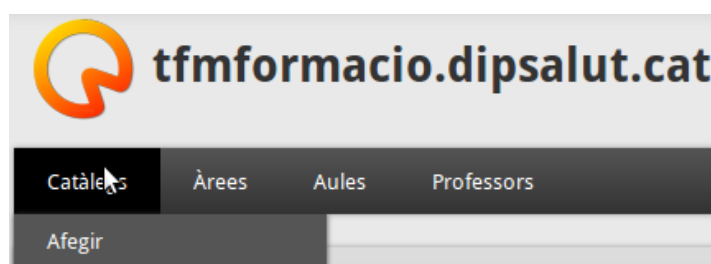 tfmformacio.dipsalut.cat
Catàlegs Àrees Aules Professors
Afegir